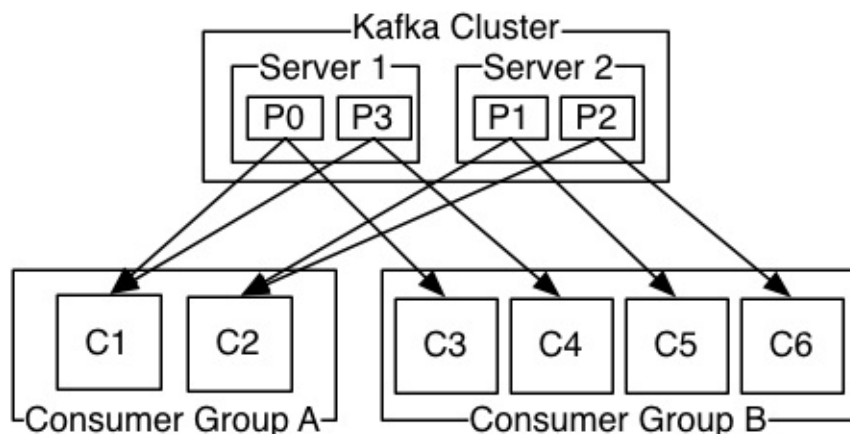 Kafka Cluster
Server 1 Server 2
P0 P3 P1 P2
C1 C2 C3 C4 C5 C6
Consumer Group A Consumer Group B